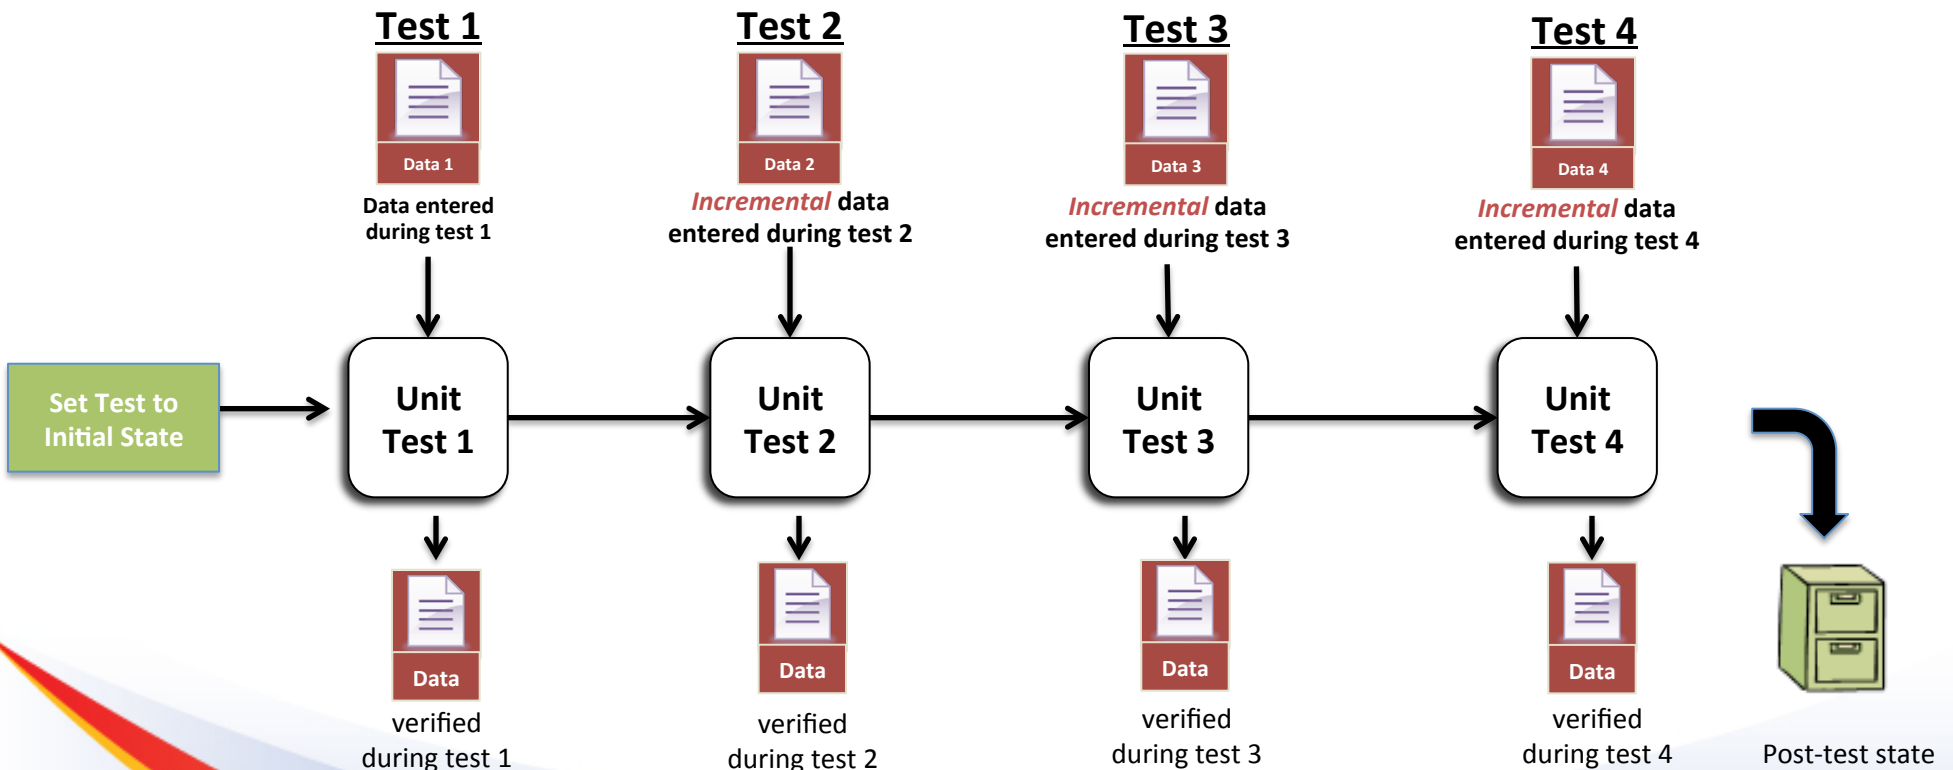 Test 1
Test 2
Test 3
Test 4
Data 1
Data 2
Data 3
Data 4
Data entered
during test 1
Incremental data
entered during test 2
Incremental data
entered during test 3
Incremental data
entered during test 4
Set Test to
Initial State
Unit
Test 1
Unit
Test 2
Unit
Test 3
Unit
Test 4
Data
Data
Data
Data
verified
during test 1
verified
during test 2
verified
during test 3
verified
during test 4
Post-test state